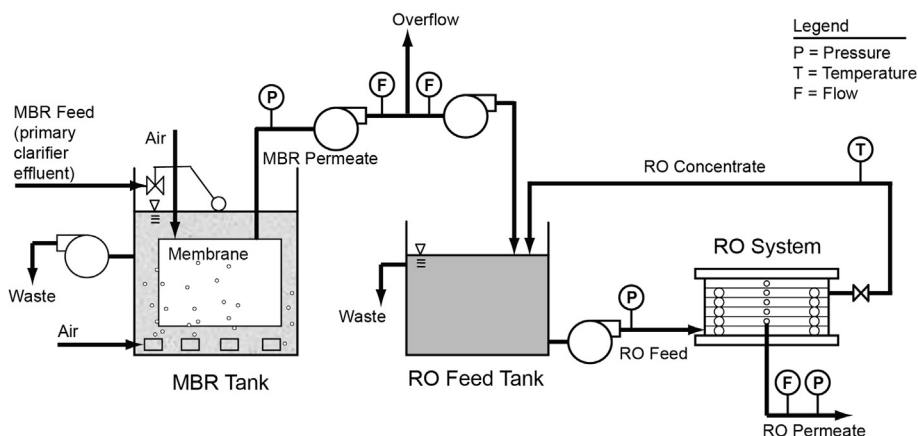 Overflow
Legend
P = Pressure
T = Temperature
F = Flow
P
F
F
T
MBR Feed
(primary
clarifier
effluent)
Air
MBR Permeate
RO Concentrate
RO System
Membrane
Waste
Waste
P
Air
RO Feed
MBR Tank
RO Feed Tank
F
P
RO Permeate